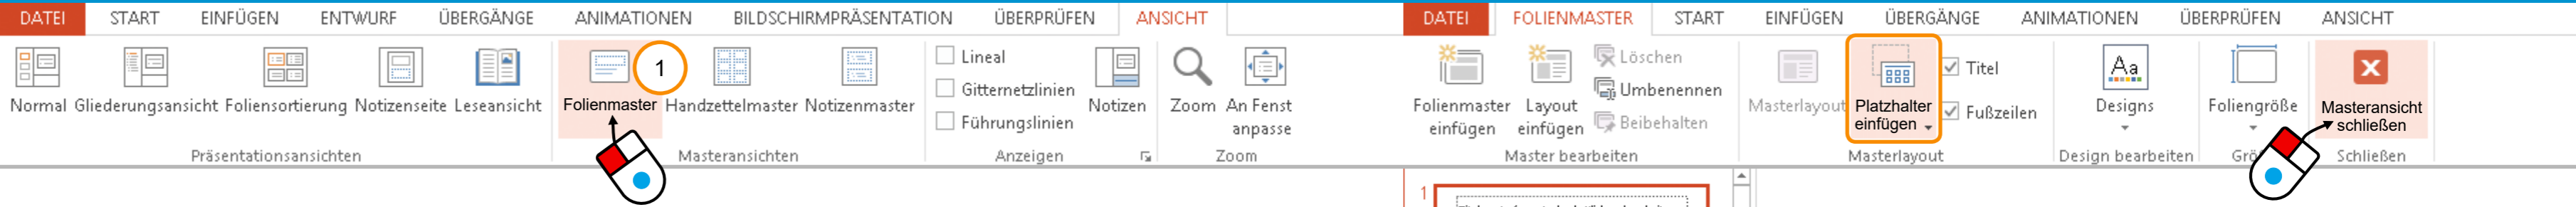 DATEI START EINFÜGEN ENTWURF ÜBERGÄNGE ANIMATIONEN BILDSCHIRMPRÄSENTATION ÜBERPRÜFEN ANSICHT
Normal Gliederungsansicht Foliensortierung Notizenseite Leseansicht
Präsentationsansichten
Folienmaster Handzettelmaster Notizenmaster
1
Masteransichten
Lineal
Gitternetzlinien
Führungslinien
Notizen
Anzeigen
Zoom An Fenst
anpasse
Zoom
DATEI FOLIENMASTER START EINFÜGEN ÜBERGÄNGE ANIMATIONEN ÜBERPRÜFEN ANSICHT
Folienmaster
einfügen
Layout
einfügen
Löschen
Umbenennen
Beibehalten
Master bearbeiten
Masterlayout
Platzhalter
einfügen
Titel
Fußzeilen
Masterlayout
Aa
Designs
Design bearbeiten
Foliengröße
Masteransicht
schließen
Schließen
1